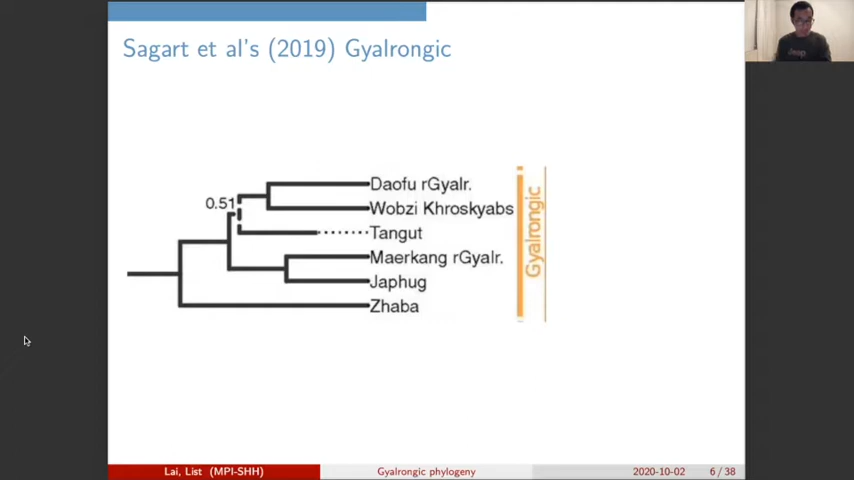 Sagart et al's (2019) Gyalrongic
0.51
Daofu rGyalr.
Wobzi Khroskyabs
Tangut
Maerkang rGyalr.
Japhug
Zhaba
Gyalrongic
Lai, List (MPI-SHH)
Gyalrongic phylogeny
2020-10-02
6 / 38